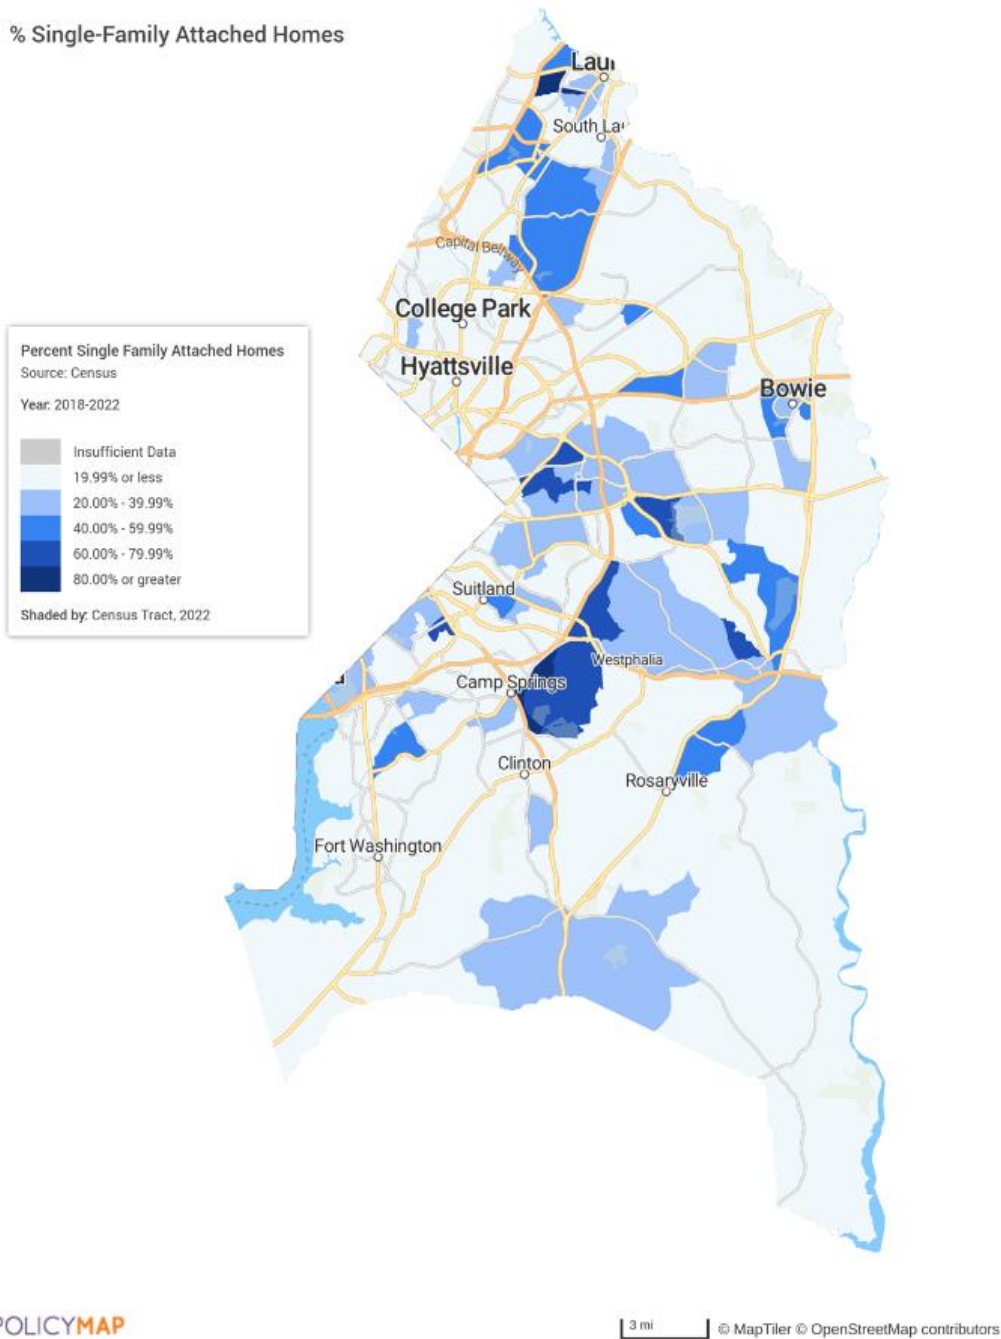 % Single-Family Attached Homes
Laur
South Lau
Capital Beltway
College Park
Percent Single Family Attached Homes
Source: Census
Hyattsville
Year: 2018-2022
Bowie
Insufficient Data
19.99% or less
20.00% - 39.99%
40.00% - 59.99%
60.00% - 79.99%
80.00% or greater
Suitland
Shaded by: Census Tract, 2022
Westphalia
Camp Springs
Clinton
Rosaryville
Fort Washington
POLICYMAP
3 mi
© MapTiler © OpenStreetMap contributors